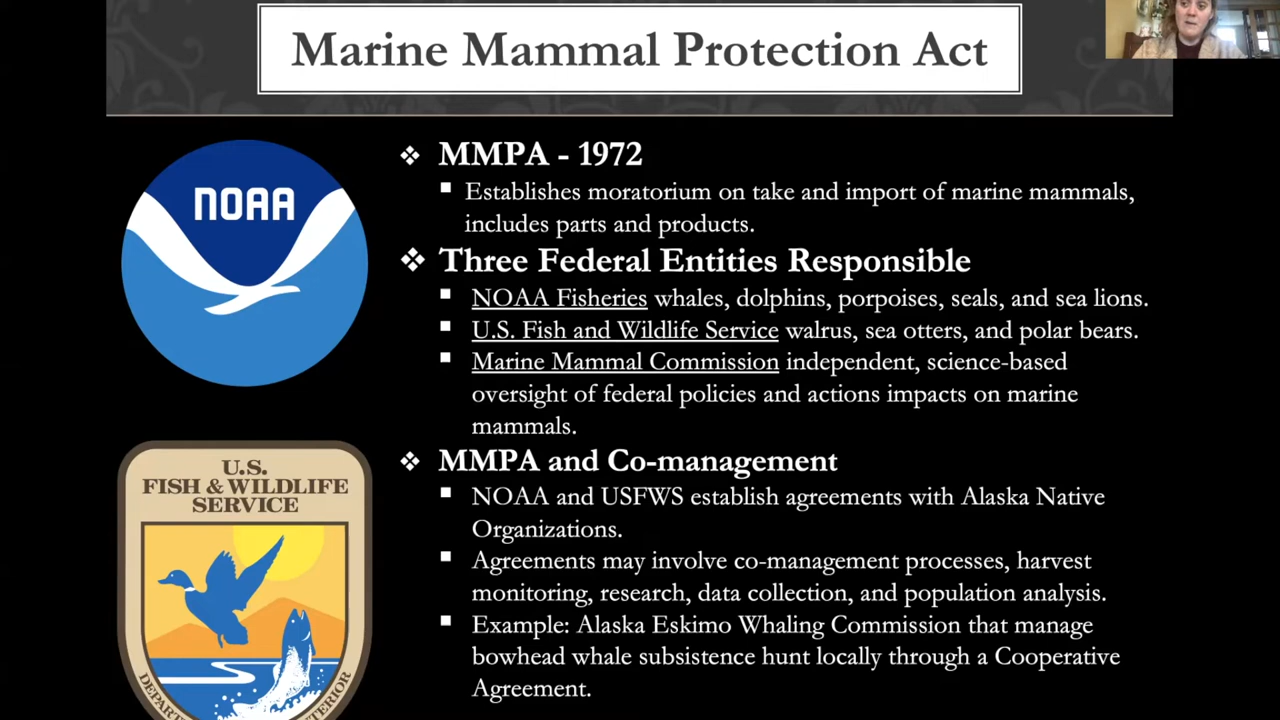 Marine Mammal Protection Act
NOAA
❖ MMPA - 1972
▪ Establishes moratorium on take and import of marine mammals,
includes parts and products.
❖ Three Federal Entities Responsible
▪ NOAA Fisheries whales, dolphins, porpoises, seals, and sea lions.
▪ U.S. Fish and Wildlife Service walrus, sea otters, and polar bears.
▪ Marine Mammal Commission independent, science-based
oversight of federal policies and actions impacts on marine
mammals.
❖ MMPA and Co-management
▪ NOAA and USFWS establish agreements with Alaska Native
Organizations.
▪ Agreements may involve co-management processes, harvest
monitoring, research, data collection, and population analysis.
▪ Example: Alaska Eskimo Whaling Commission that manage
bowhead whale subsistence hunt locally through a Cooperative
Agreement.
U.S.
FISH & WILDLIFE
SERVICE